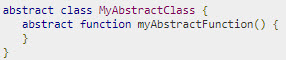 abstract class MyAbstractClass {
    abstract function myAbstractFunction() {
    }
}